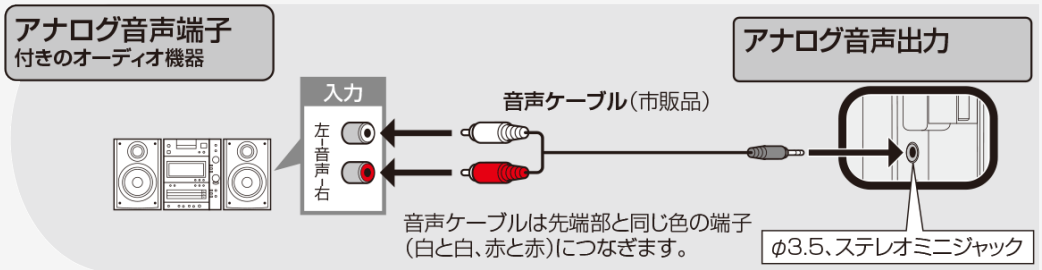 アナログ音声端子
付きのオーディオ機器
アナログ音声出力
入力
音声ケーブル(市販品)
左-音声-右
音声ケーブルは先端部と同じ色の端子
(白と白、赤と赤)につなぎます。
φ3.5、ステレオミニジャック